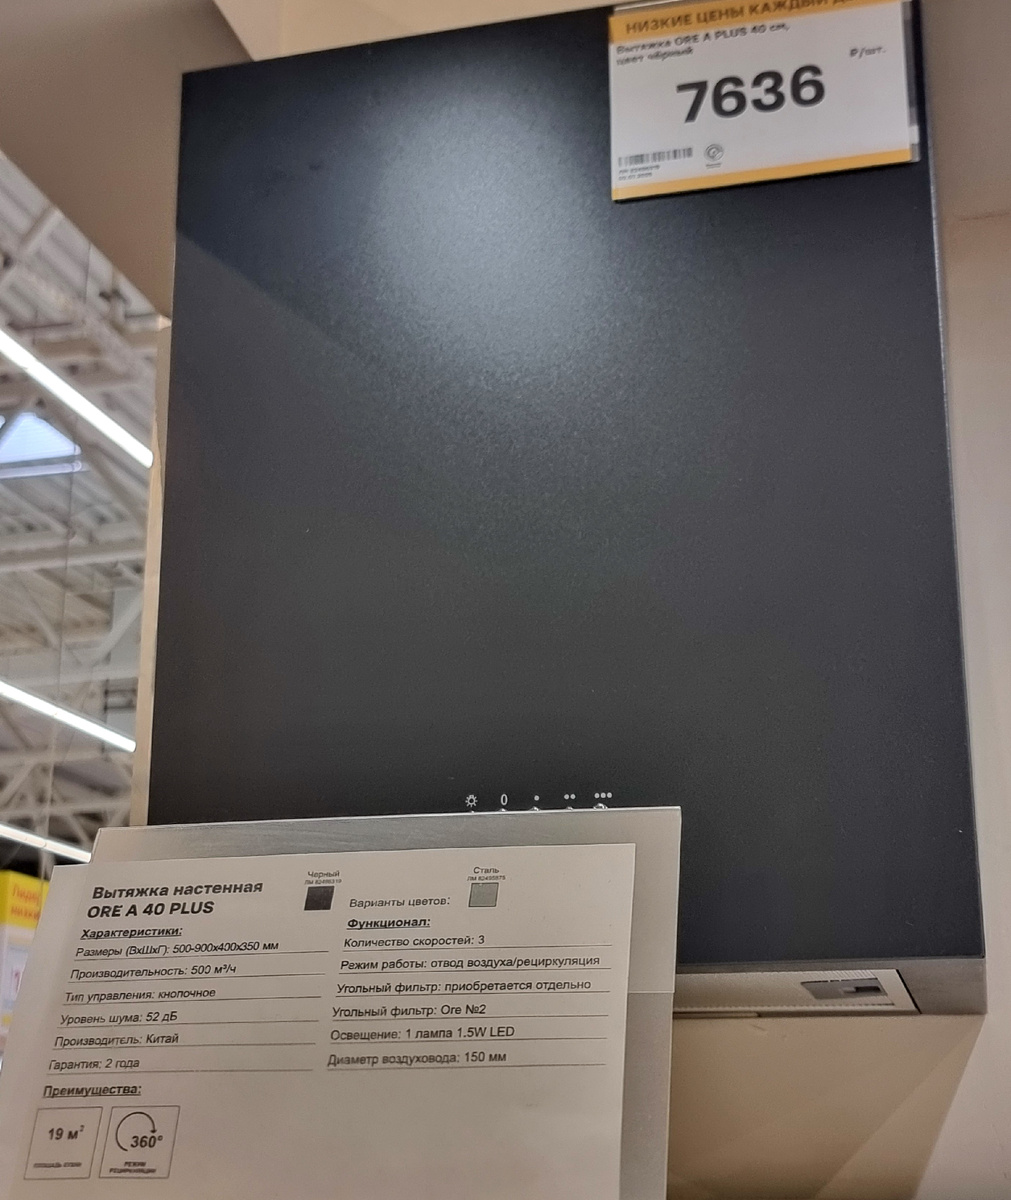 НИЗКИЕ ЦЕНЫ КАЖДЫЙ
Вытяжка ORE A PLUS 40 см,
цвет чёрный
₽/шт.
7636
0
Вытяжка настенная
ORE A 40 PLUS
Черный
Варианты цветов:
Сталь
Характеристики:
Размеры (ВхШхГ): 500-900х400х350 мм
Производительность: 500 м³/ч
Тип управления: кнопочное
Уровень шума: 52 дБ
Производитель: Китай
Гарантия: 2 года
Функционал:
Количество скоростей: 3
Режим работы: отвод воздуха/рециркуляция
Угольный фильтр: приобретается отдельно
Угольный фильтр: Ore №2
Освещение: 1 лампа 1.5W LED
Диаметр воздуховода: 150 мм
Преимущества:
19 м²
360°
РЕЖИМ
РЕЦИРКУЛЯЦИИ